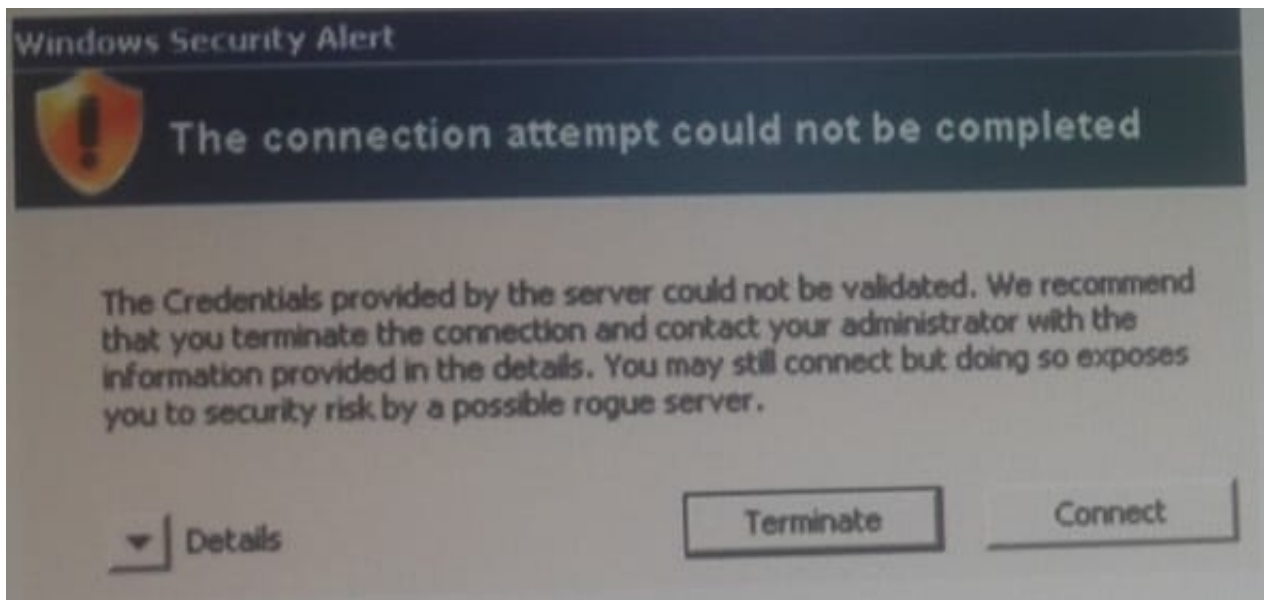 Windows Security Alert
The connection attempt could not be completed
The Credentials provided by the server could not be validated. We recommend
that you terminate the connection and contact your administrator with the
information provided in the details. You may still connect but doing so exposes
you to security risk by a possible rogue server.
Details
Terminate
Connect